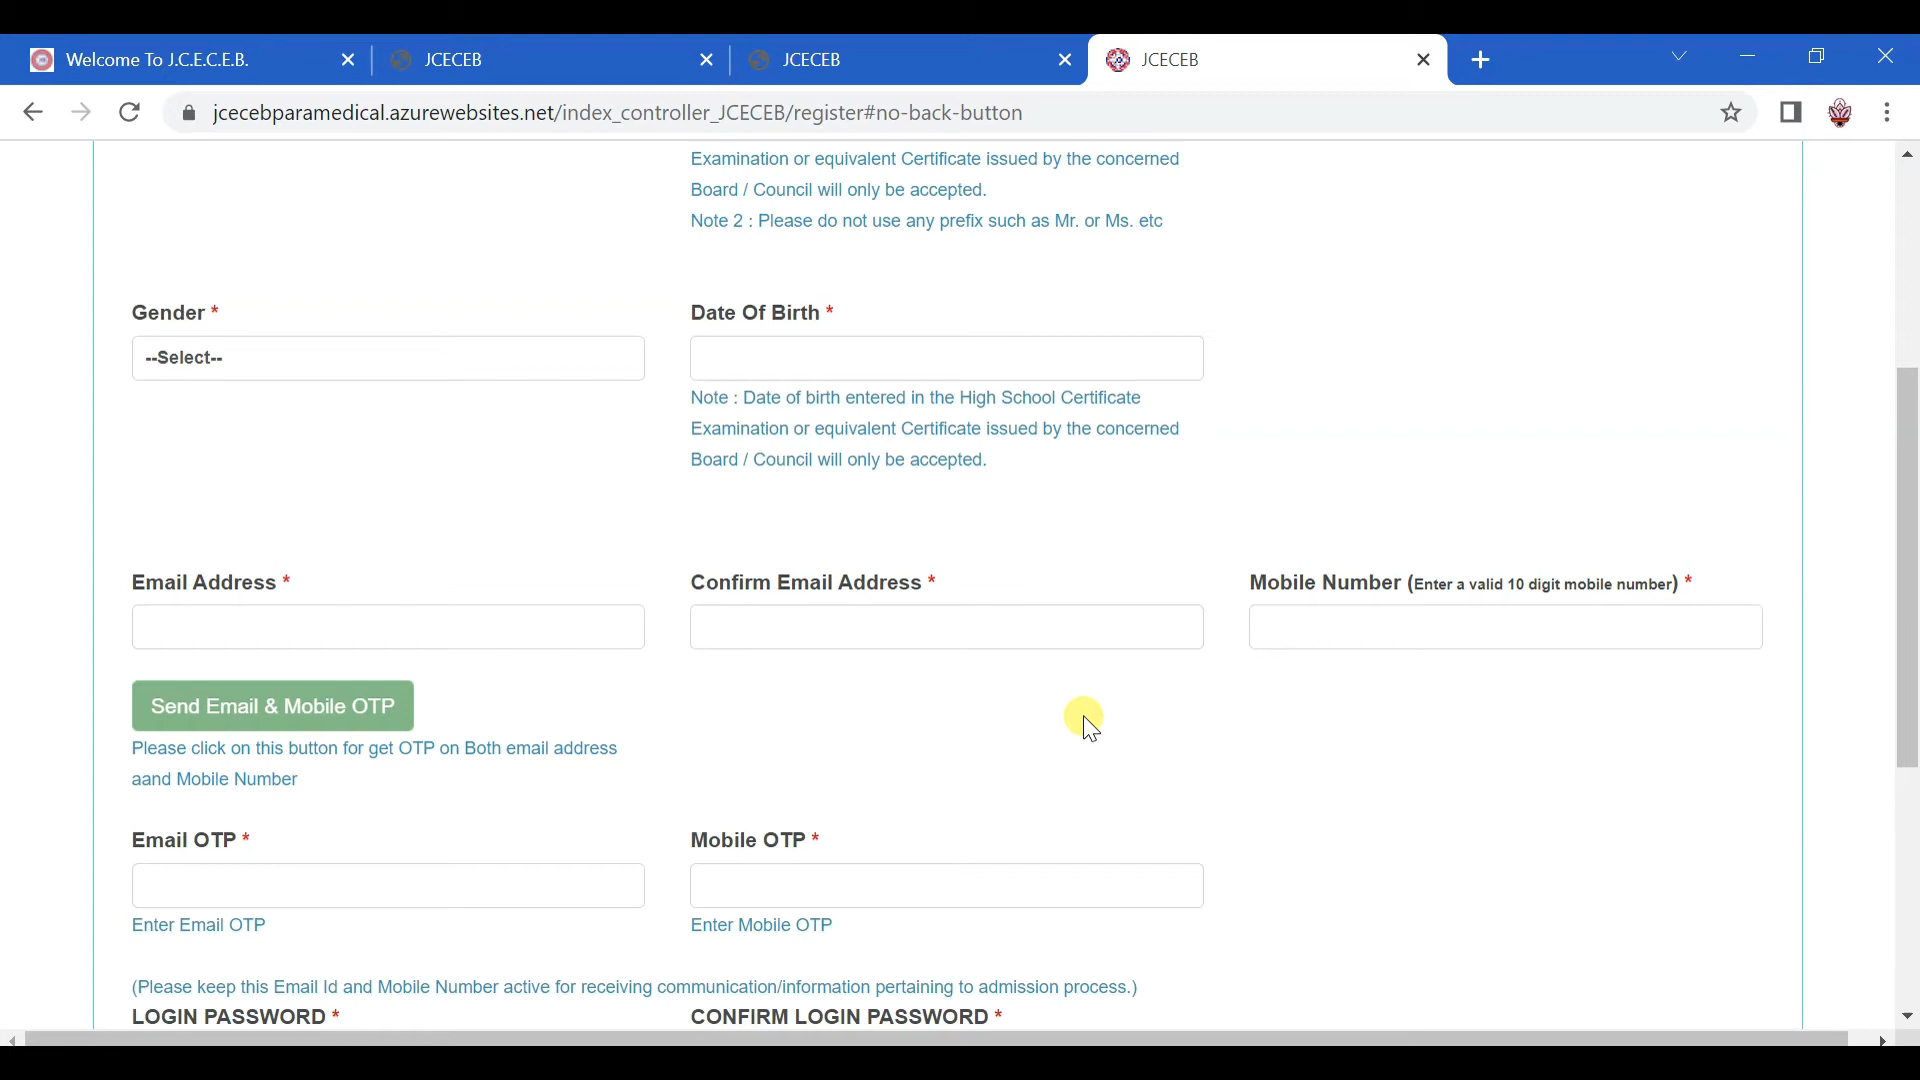 Welcome To J.C.E.C.E.B.
JCECEB
JCECEB
JCECEB
jcecebparamedical.azurewebsites.net/index_controller_JCECEB/register#no-back-button
Examination or equivalent Certificate issued by the concerned
Board / Council will only be accepted.
Note 2 : Please do not use any prefix such as Mr. or Ms. etc
Gender *
Date Of Birth *
--Select--
Note : Date of birth entered in the High School Certificate
Examination or equivalent Certificate issued by the concerned
Board / Council will only be accepted.
Email Address *
Confirm Email Address *
Mobile Number (Enter a valid 10 digit mobile number) *
Send Email & Mobile OTP
Please click on this button for get OTP on Both email address
aand Mobile Number
Email OTP *
Mobile OTP *
Enter Email OTP
Enter Mobile OTP
(Please keep this Email Id and Mobile Number active for receiving communication/information pertaining to admission process.)
LOGIN PASSWORD *
CONFIRM LOGIN PASSWORD *